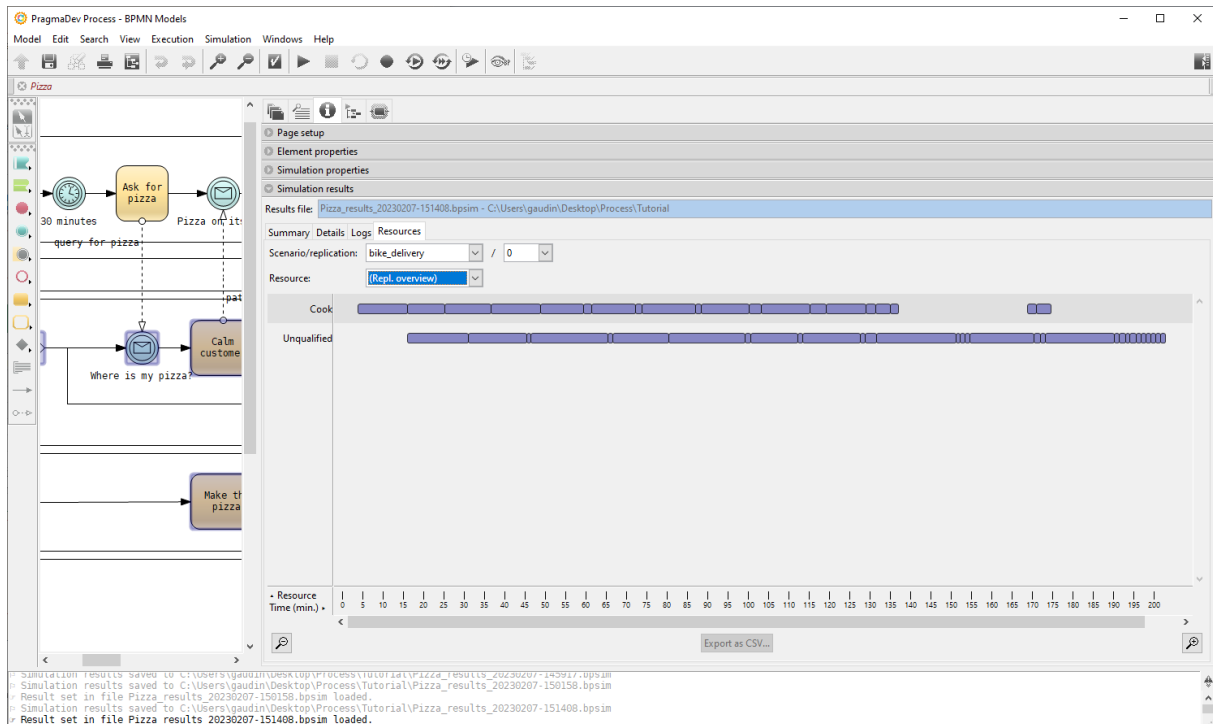 PragmaDev Process - BPMN Models
Model Edit Search View Execution Simulation Windows Help
Pizza
Page setup
Element properties
Simulation properties
Simulation results
Results file: Pizza_results_20230207-151408.bpsim - C:\Users\gaudin\Desktop\Process\Tutorial
Summary Details Logs Resources
Scenario/replication: bike_delivery / 0
Resource: (Repl. overview)
Cook
Unqualified
30 minutes
Ask for
pizza
Pizza on its
query for pizza
pat
Calm
custome
Where is my pizza?
Make th
pizza
Resource
Time (min.)
0 5 10 15 20 25 30 35 40 45 50 55 60 65 70 75 80 85 90 95 100 105 110 115 120 125 130 135 140 145 150 155 160 165 170 175 180 185 190 195 200
Export as CSV...
Simulation results saved to C:\Users\gaudin\Desktop\Process\Tutorial\Pizza_results_20230207-145917.bpsim
Simulation results saved to C:\Users\gaudin\Desktop\Process\Tutorial\Pizza_results_20230207-150158.bpsim
Result set in file Pizza_results_20230207-150158.bpsim loaded.
Simulation results saved to C:\Users\gaudin\Desktop\Process\Tutorial\Pizza_results_20230207-151408.bpsim
Result set in file Pizza_results_20230207-151408.bpsim loaded.